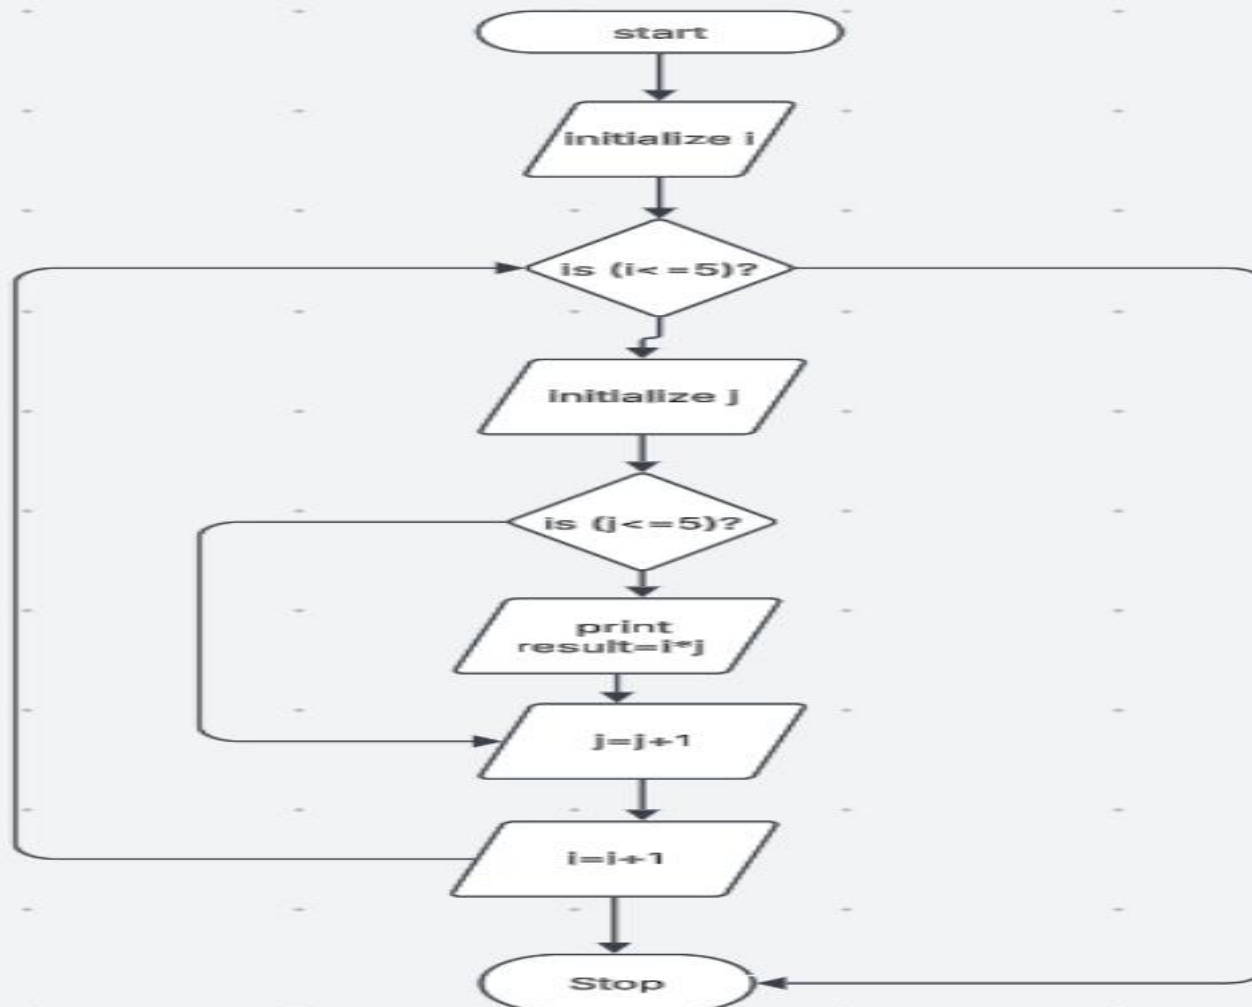 start
initialize i
is (i<=5)?
initialize j
is (j<=5)?
print
result=i*j
j=j+1
i=i+1
Stop